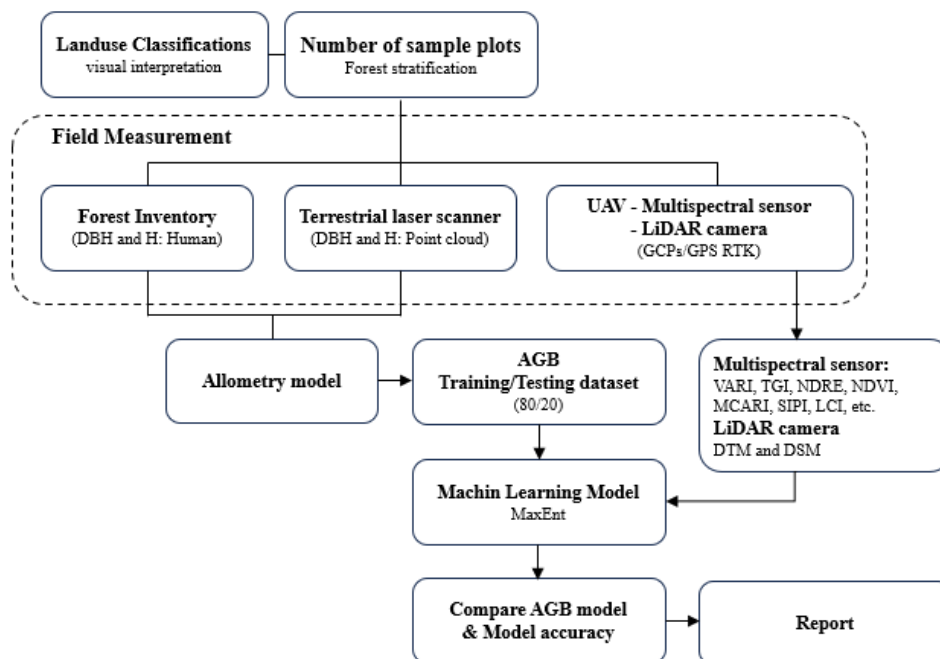 Landuse Classifications
visual interpretation
Number of sample plots
Forest stratification
Field Measurement
Forest Inventory
(DBH and H: Human)
Terrestrial laser scanner
(DBH and H: Point cloud)
UAV - Multispectral sensor
- LiDAR camera
(GCPs/GPS RTK)
Allometry model
AGB
Training/Testing dataset
(80/20)
Multispectral sensor:
VARI, TGI, NDRE, NDVI,
MCARI, SIPI, LCI, etc.
LiDAR camera
DTM and DSM
Machin Learning Model
MaxEnt
Compare AGB model
& Model accuracy
Report